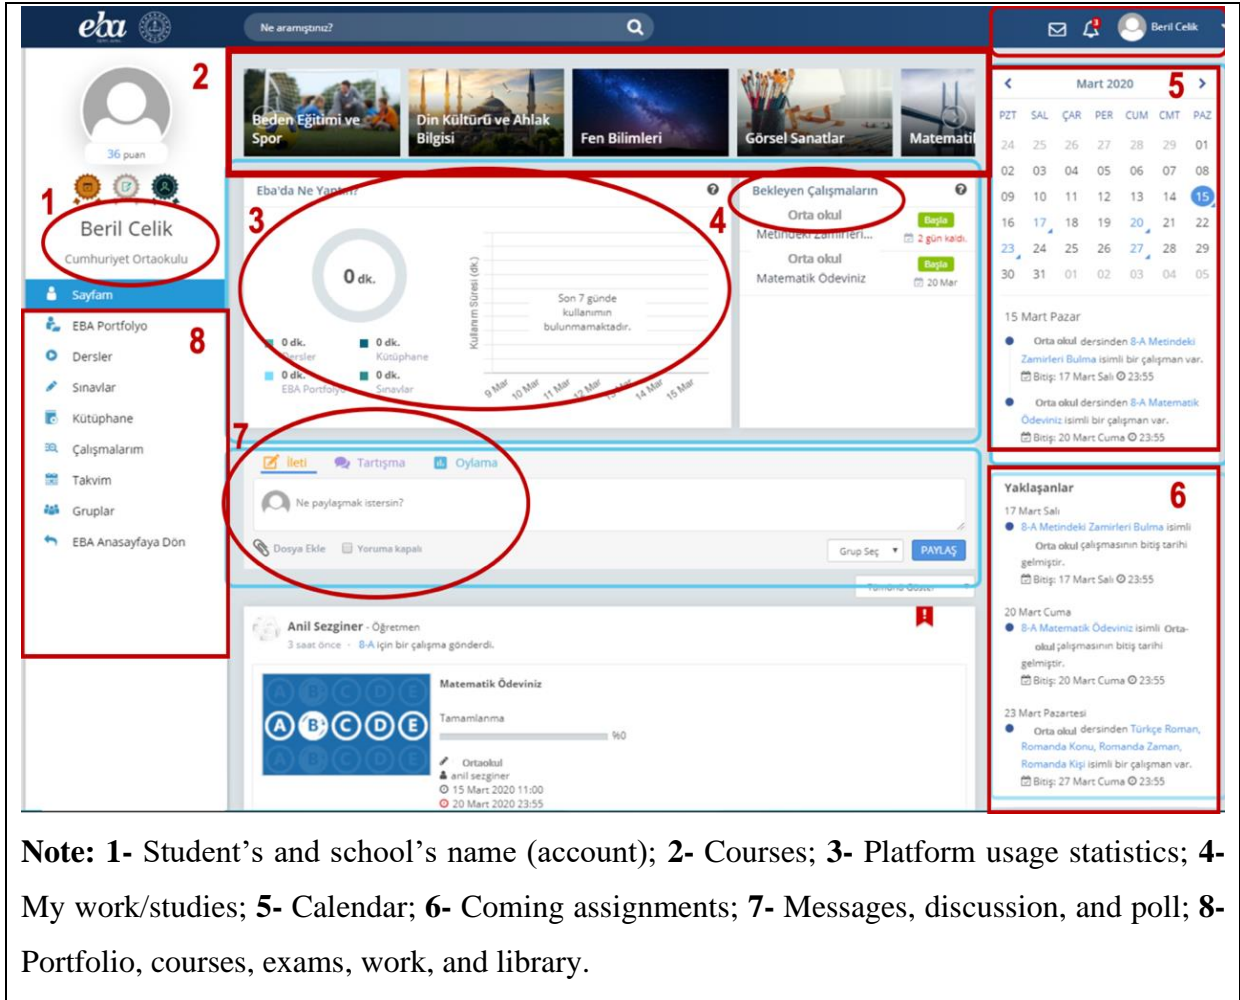 eba
Ne aramıştınız?
3
Beril Celik
36 puan
1
Beril Celik
Cumhuriyet Ortaokulu
Sayfam
8
EBA Portfolyo
Dersler
Sınavlar
Kütüphane
Çalışmalarım
Takvim
Gruplar
EBA Anasayfaya Dön
2
Beden Eğitimi ve
Spor
Din Kültürü ve Ahlak
Bilgisi
Fen Bilimleri
Görsel Sanatlar
Matemati
3
Eba'da Ne Yaptın?
0 dk.
0 dk.
Dersler
0 dk.
Kütüphane
0 dk.
EBA Portfolyo
0 dk.
Sınavlar
Kullanım Süresi (dk.)
Son 7 günde
kullanımın
bulunmamaktadır.
9 Mar 10 Mar 11 Mar 12 Mar 13 Mar 14 Mar 15 Mar
4
Bekleyen Çalışmaların
Orta okul
Metindeki Zamirleri...
Başla
2 gün kaldı.
Orta okul
Matematik Ödeviniz
Başla
20 Mar
5
Mart 2020
PZT SAL ÇAR PER CUM CMT PAZ
24 25 26 27 28 29 01
02 03 04 05 06 07 08
09 10 11 12 13 14 15
16 17 18 19 20 21 22
23 24 25 26 27 28 29
30 31 01 02 03 04 05
15 Mart Pazar
Orta okul dersinden 8-A Metindeki
Zamirleri Bulma isimli bir çalışman var.
Bitiş: 17 Mart Salı 23:55
Orta okul dersinden 8-A Matematik
Ödeviniz isimli bir çalışman var.
Bitiş: 20 Mart Cuma 23:55
7
İleti
Tartışma
Oylama
Ne paylaşmak istersin?
Dosya Ekle
Yoruma kapalı
Grup Seç
PAYLAŞ
Tümünü Göster
Anil Sezginer - Öğretmen
3 saat önce · 8-A için bir çalışma gönderdi.
A B C D E
A B C D E
A B C D E
Matematik Ödeviniz
Tamamlanma
%0
Ortaokul
anil sezginer
15 Mart 2020 11:00
20 Mart 2020 23:55
6
Yaklaşanlar
17 Mart Salı
8-A Metindeki Zamirleri Bulma isimli
Orta okul çalışmasının bitiş tarihi
gelmiştir.
Bitiş: 17 Mart Salı 23:55
20 Mart Cuma
8-A Matematik Ödeviniz isimli Orta-
okul çalışmasının bitiş tarihi
gelmiştir.
Bitiş: 20 Mart Cuma 23:55
23 Mart Pazartesi
Orta okul dersinden Türkçe Roman,
Romanda Konu, Romanda Zaman,
Romanda Kişi isimli bir çalışman var.
Bitiş: 27 Mart Cuma 23:55
Note: 1- Student’s and school’s name (account); 2- Courses; 3- Platform usage statistics; 4-
My work/studies; 5- Calendar; 6- Coming assignments; 7- Messages, discussion, and poll; 8-
Portfolio, courses, exams, work, and library.